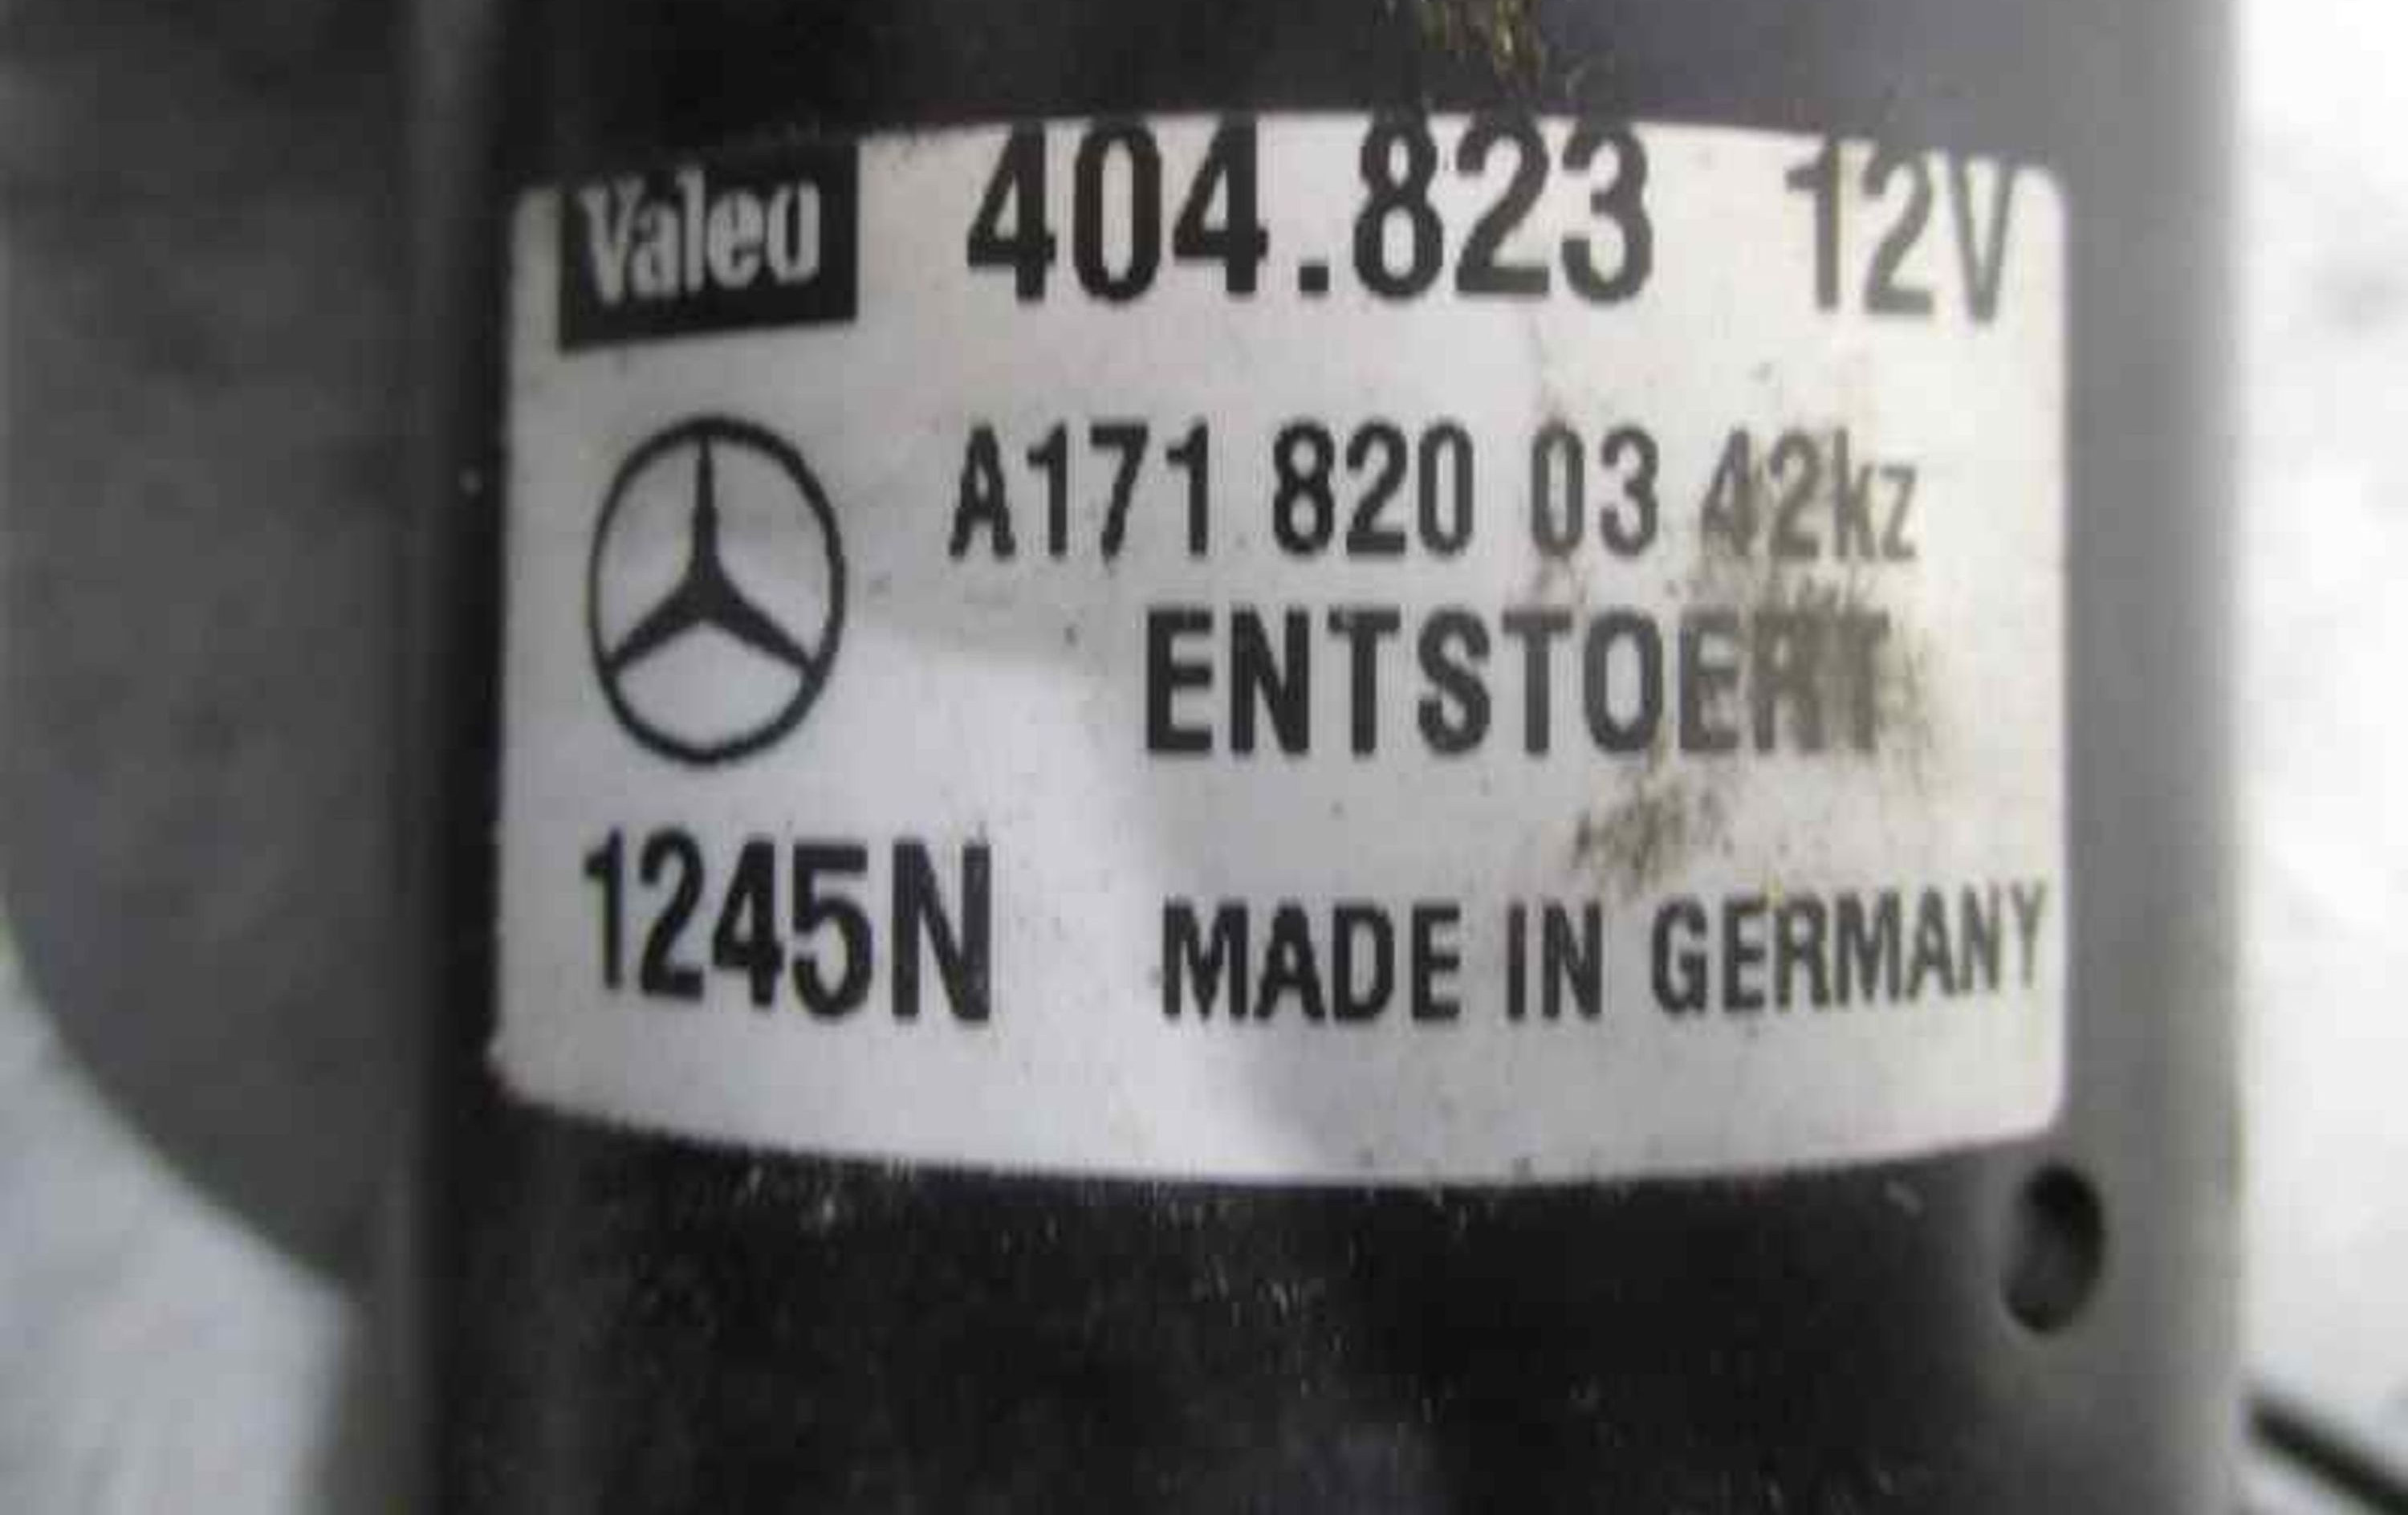 Valeo 404.823 12V
A171 820 03 42kz
ENTSTOERT
1245N MADE IN GERMANY